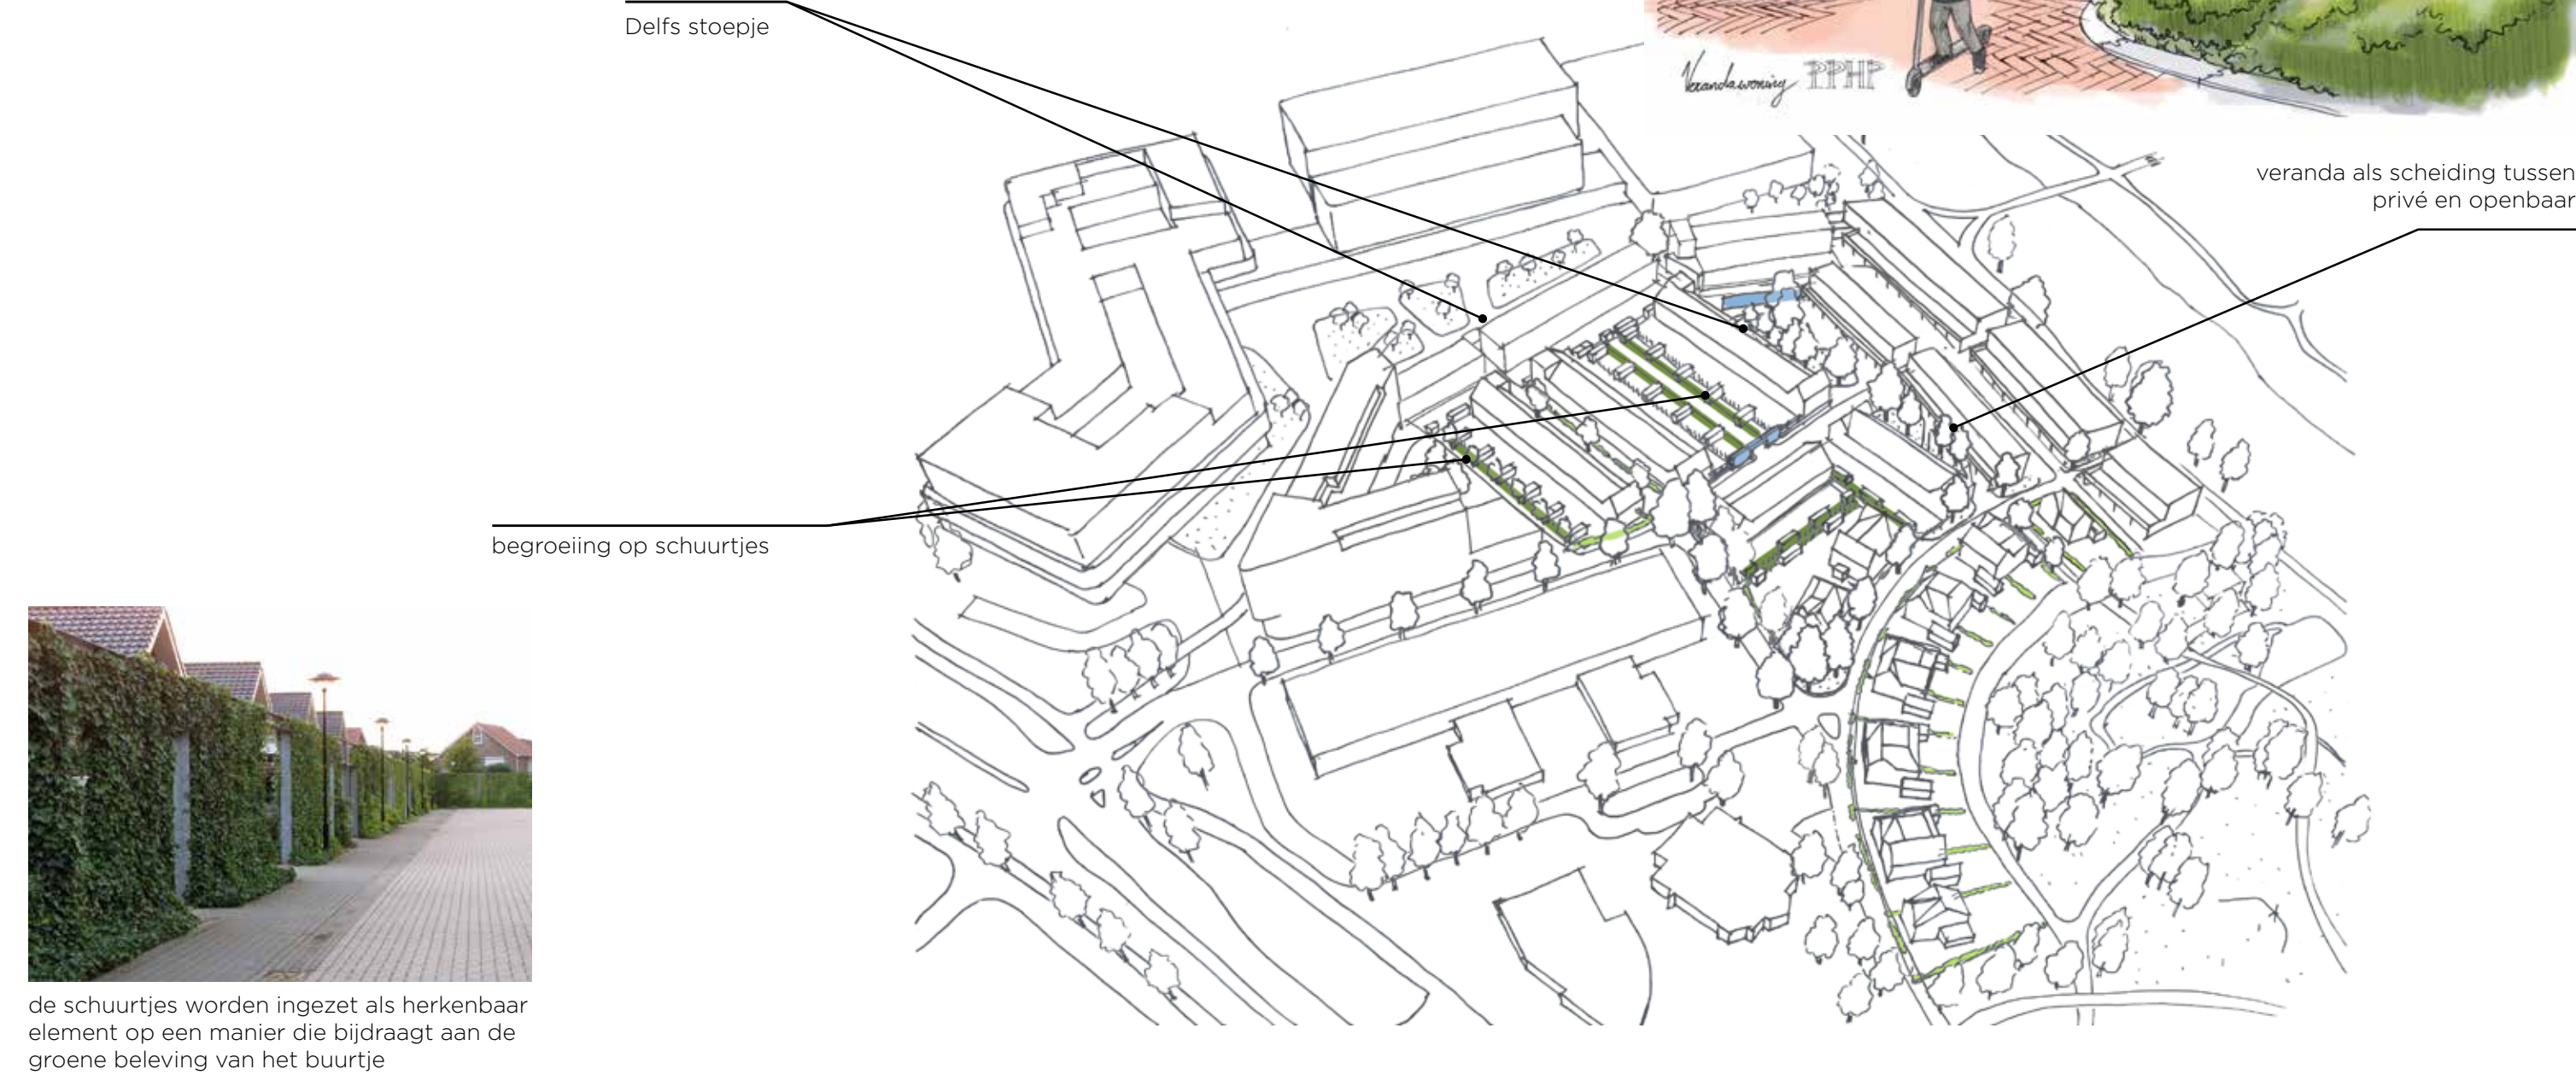 Delfs stoepje
Verandawoning PPHP
veranda als scheiding tussen
privé en openbaar
begroeiing op schuurtjes
de schuurtjes worden ingezet als herkenbaar
element op een manier die bijdraagt aan de
groene beleving van het buurtje